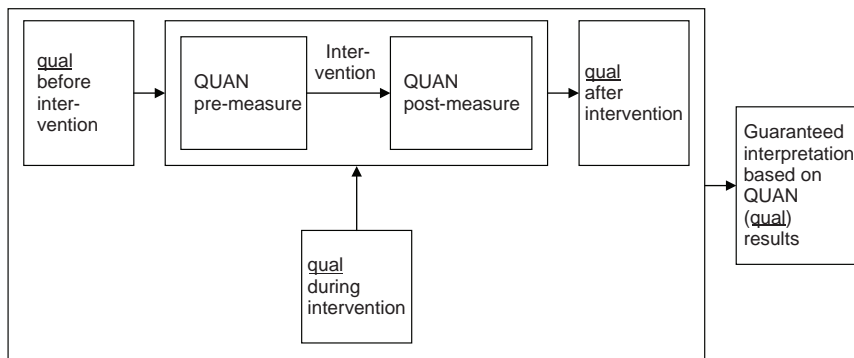 qual
before
inter-
vention
QUAN
pre-measure
Inter-
vention
QUAN
post-measure
qual
after
intervention
qual
during
intervention
Guaranteed
interpretation
based on
QUAN
(qual)
results